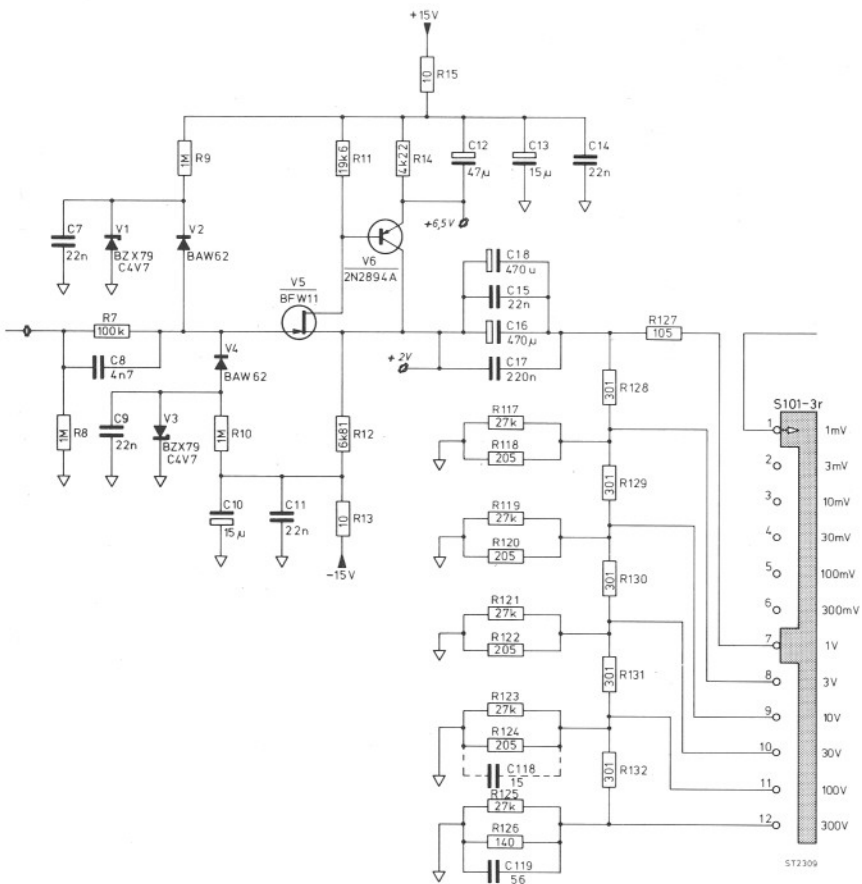 +15V
10 R15
1M R9
19k6 R11
4k22 R14
C12
47µ
C13
15µ
C14
22n
+6,5V
C7
22n
V1
BZX79
C4V7
V2
BAW62
V6
2N2894A
V5
BFW11
C18
470 u
C15
22n
C16
470µ
C17
220n
+2V
R7
100k
C8
4n7
V4
BAW62
R127
105
301 R128
S101-3r
1 1mV
2 3mV
3 10mV
4 30mV
5 100mV
6 300mV
7 1V
8 3V
9 10V
10 30V
11 100V
12 300V
1M R8
C9
22n
V3
BZX79
C4V7
1M R10
6k81 R12
C10
15µ
C11
22n
10 R13
-15V
R117
27k
R118
205
301 R129
R119
27k
R120
205
301 R130
R121
27k
R122
205
301 R131
R123
27k
R124
205
C118
15
301 R132
R125
27k
R126
140
C119
56
ST2309